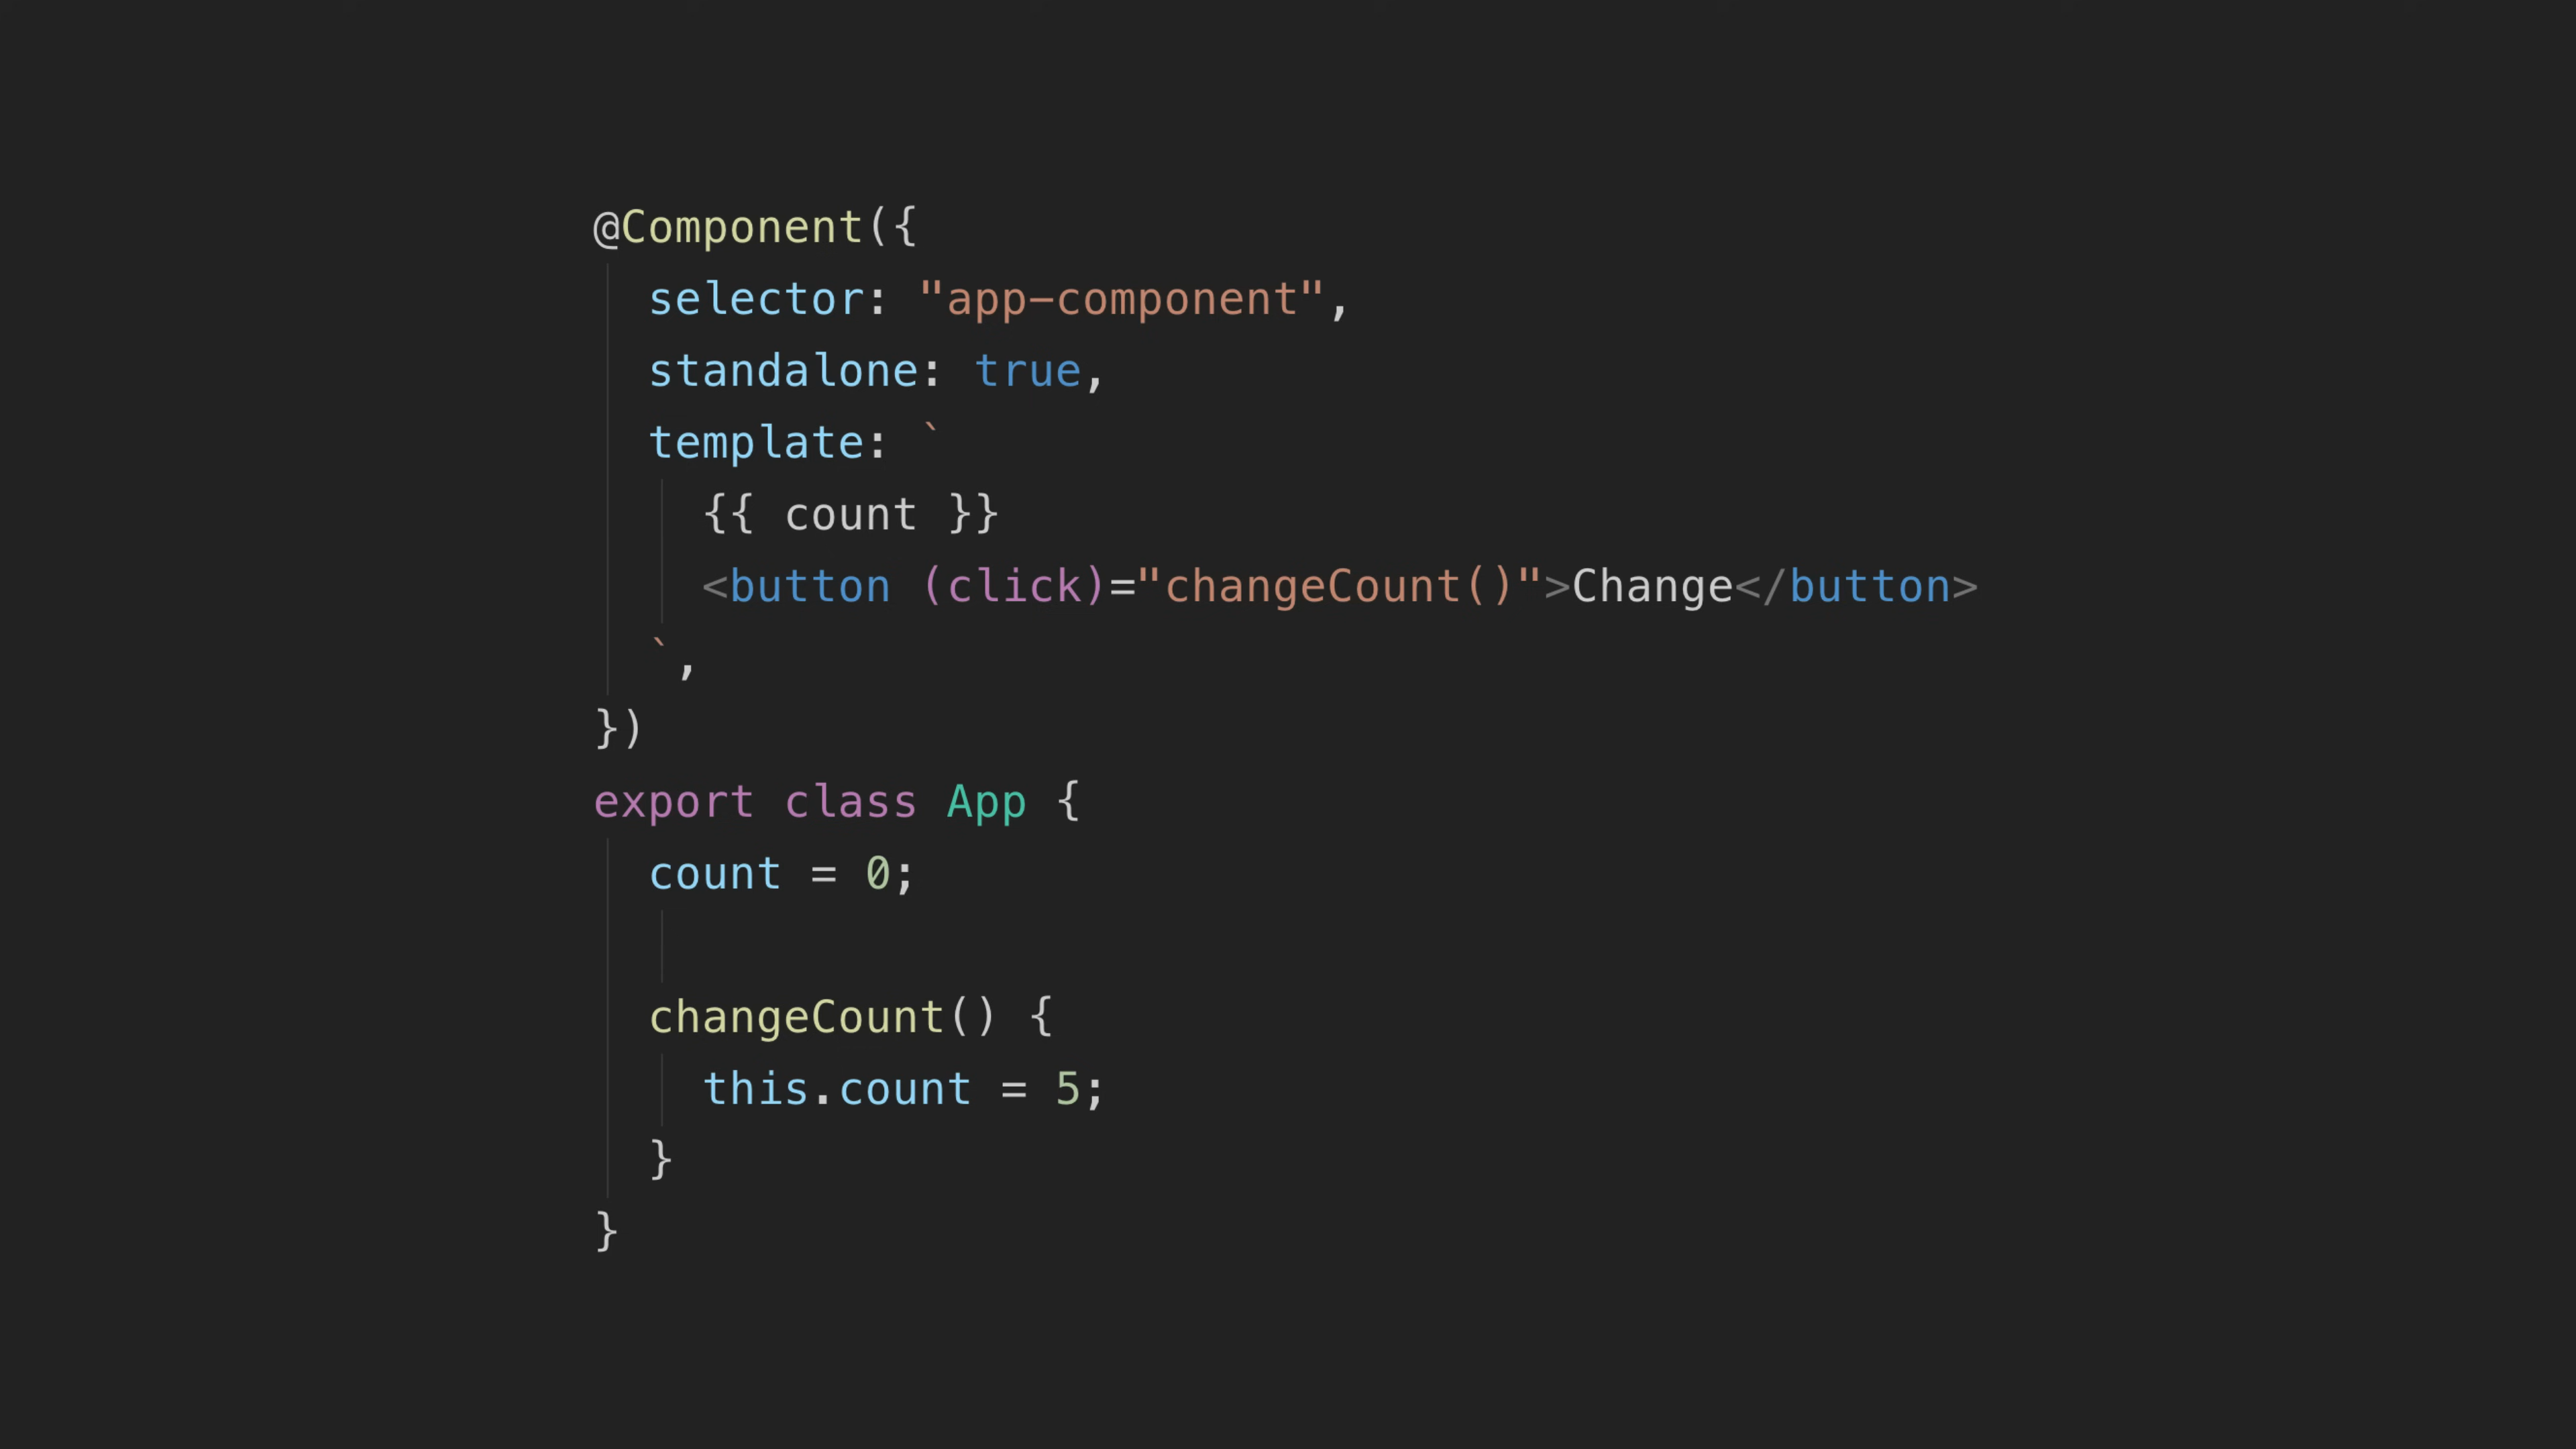 @Component({
  selector: "app-component",
  standalone: true,
  template: `
    {{ count }}
    <button (click)="changeCount()">Change</button>
  `,
})
export class App {
  count = 0;

  changeCount() {
    this.count = 5;
  }
}